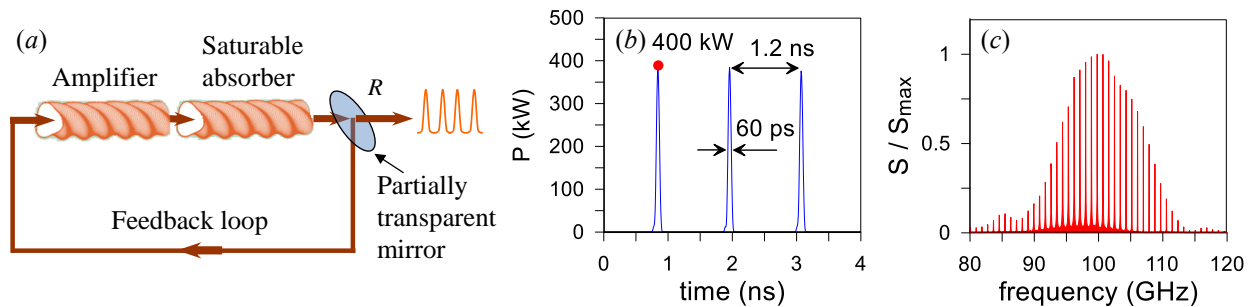 (a)
Saturable
absorber
Amplifier
R
Partially
transparent
mirror
Feedback loop
(b)
400 kW
1.2 ns
60 ps
P (kW)
500
400
300
200
100
0
0 1 2 3 4
time (ns)
(c)
S / Smax
1
0.5
0
80 90 100 110 120
frequency (GHz)